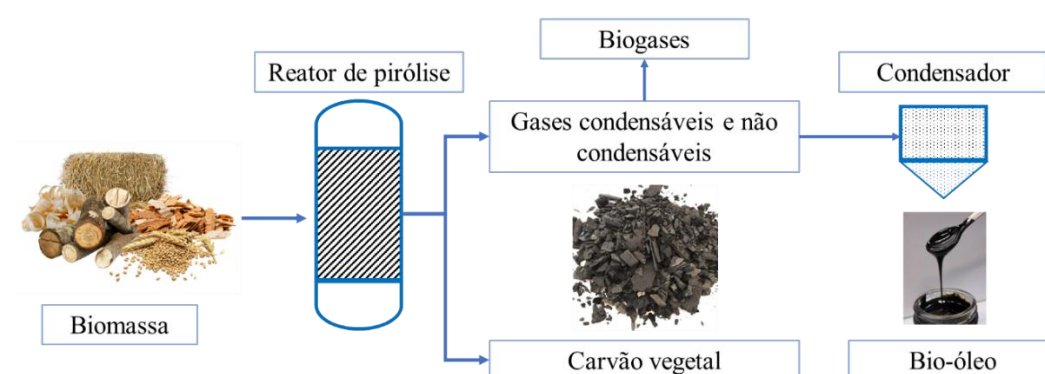 Biogases
Reator de pirólise
Condensador
Gases condensáveis e não
condensáveis
Biomassa
Carvão vegetal
Bio-óleo